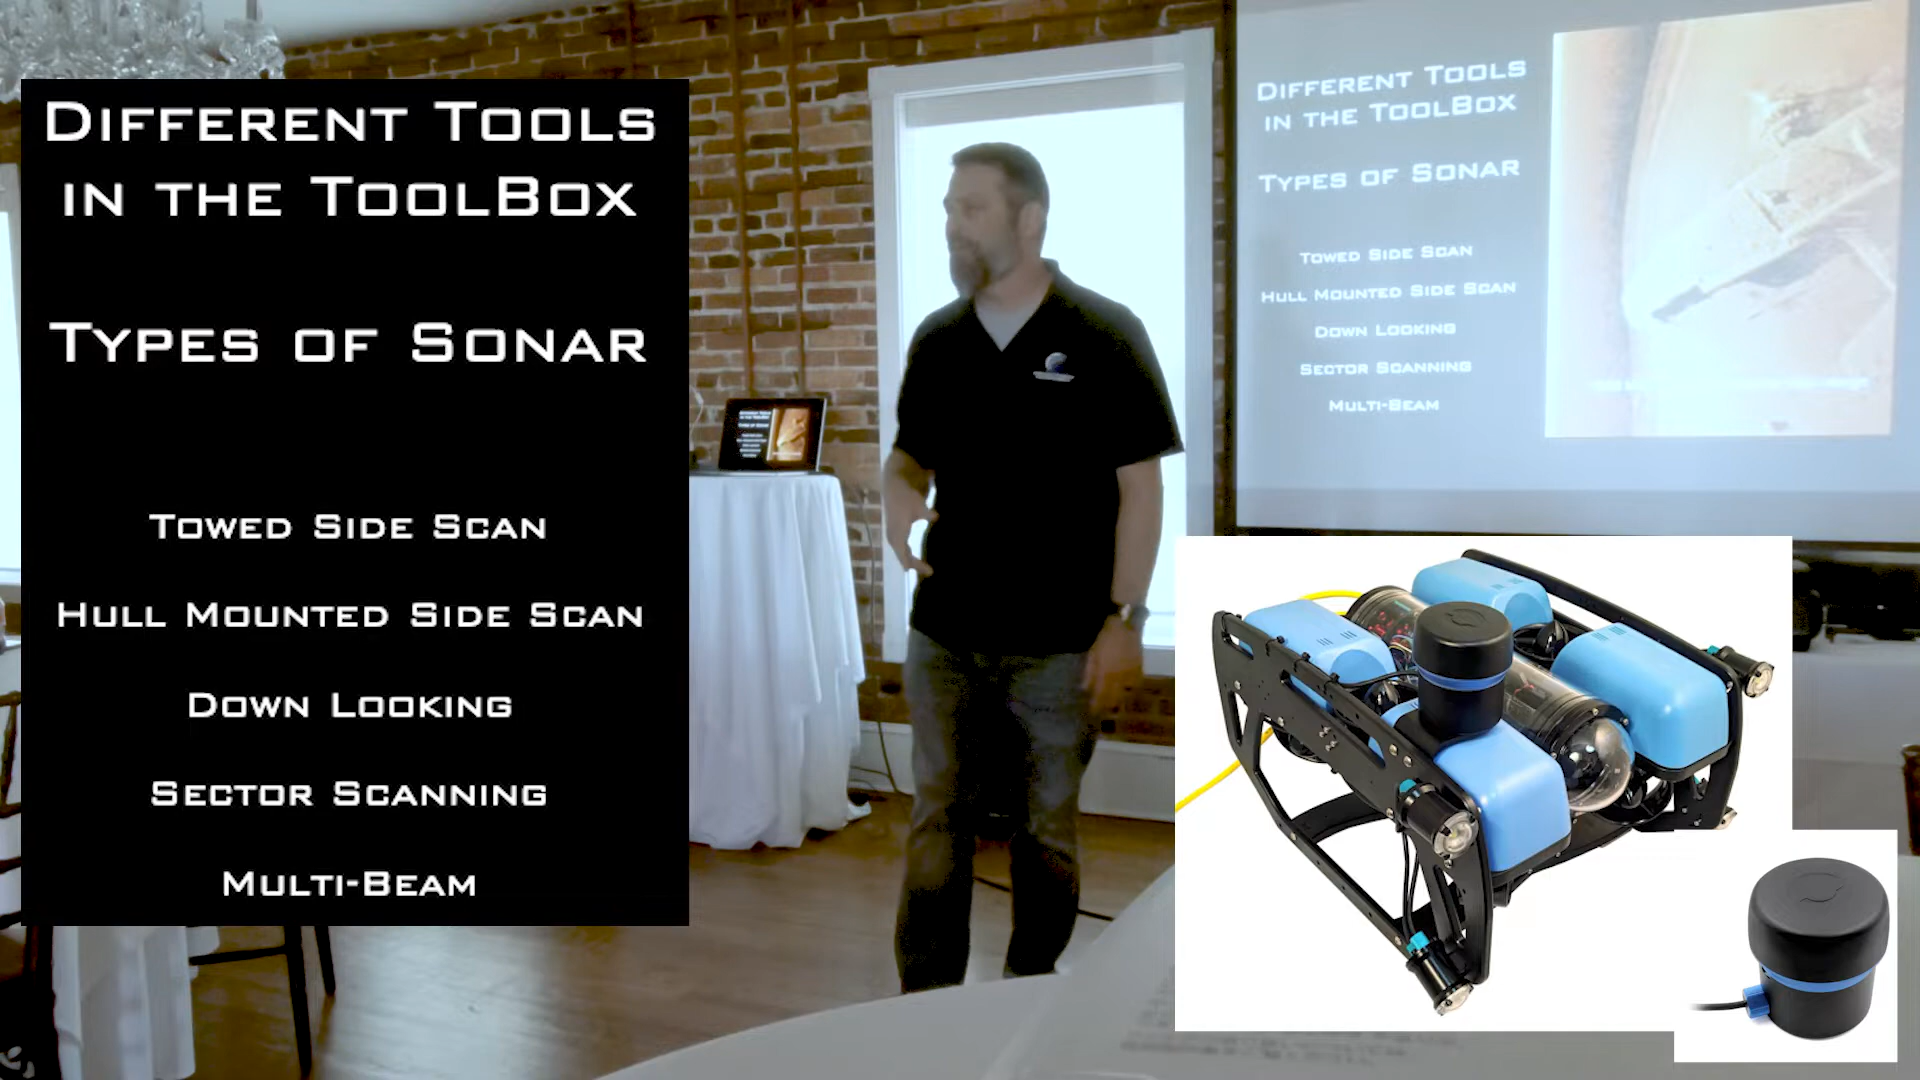 DIFFERENT TOOLS
IN THE TOOLBOX
TYPES OF SONAR
TOWED SIDE SCAN
HULL MOUNTED SIDE SCAN
DOWN LOOKING
SECTOR SCANNING
MULTI-BEAM
DIFFERENT TOOLS
IN THE TOOLBOX
TYPES OF SONAR
TOWED SIDE SCAN
HULL MOUNTED SIDE SCAN
DOWN LOOKING
SECTOR SCANNING
MULTI-BEAM